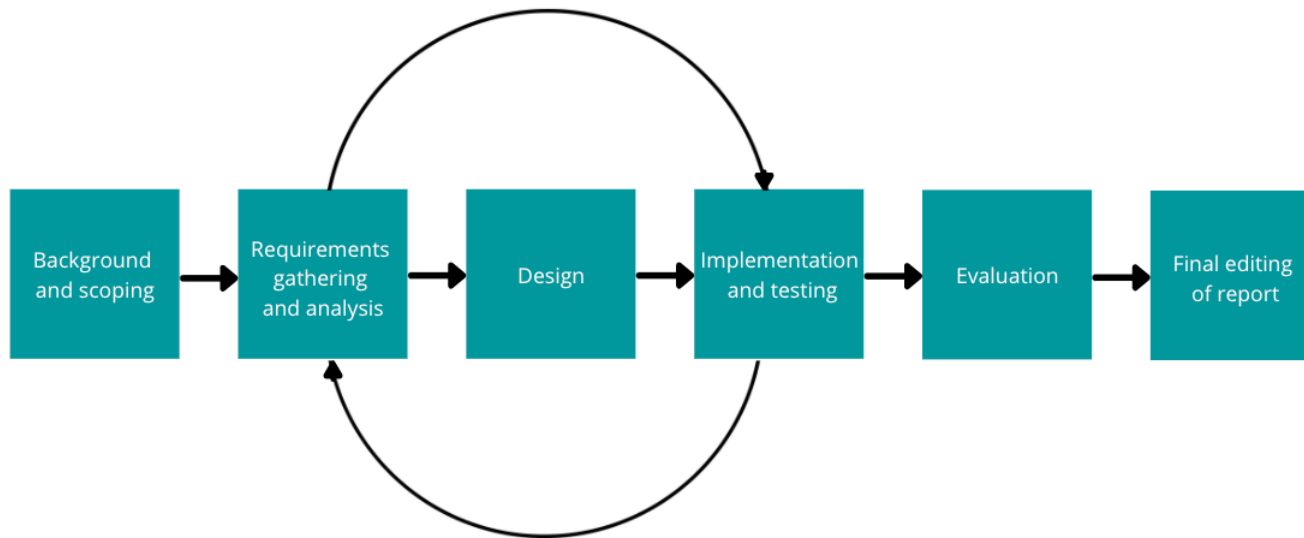 Background
and scoping
Requirements
gathering
and analysis
Design
Implementation
and testing
Evaluation
Final editing
of report